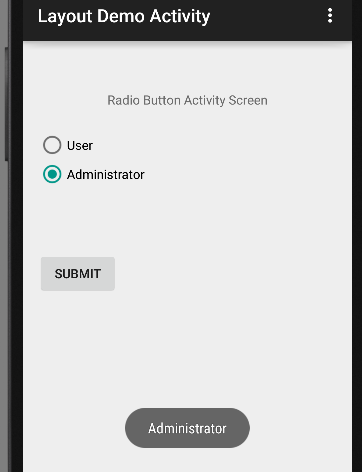 Layout Demo Activity
Radio Button Activity Screen
User
Administrator
SUBMIT
Administrator